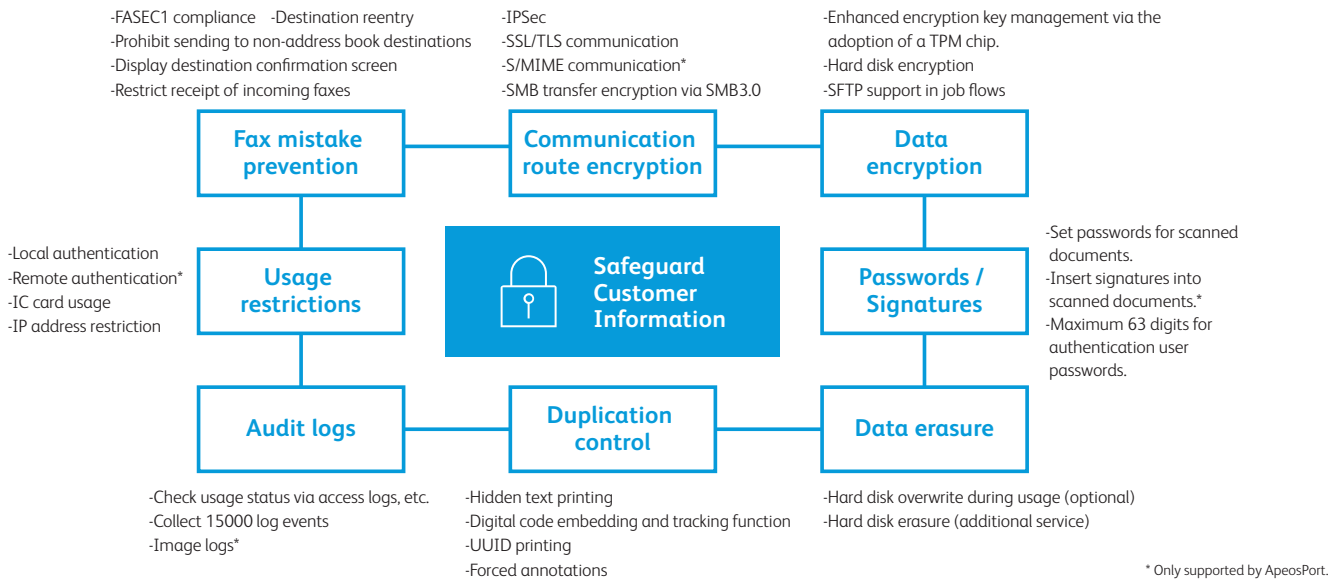 -FASEC1 compliance -Destination reentry
-Prohibit sending to non-address book destinations
-Display destination confirmation screen
-Restrict receipt of incoming faxes
-IPSec
-SSL/TLS communication
-S/MIME communication*
-SMB transfer encryption via SMB3.0
-Enhanced encryption key management via the
adoption of a TPM chip.
-Hard disk encryption
-SFTP support in job flows
Fax mistake
prevention
Communication
route encryption
Data
encryption
-Local authentication
-Remote authentication*
-IC card usage
-IP address restriction
Usage
restrictions
Safeguard
Customer
Information
Passwords /
Signatures
-Set passwords for scanned
documents.
-Insert signatures into
scanned documents.*
-Maximum 63 digits for
authentication user
passwords.
Audit logs
Duplication
control
Data erasure
-Check usage status via access logs, etc.
-Collect 15000 log events
-Image logs*
-Hidden text printing
-Digital code embedding and tracking function
-UUID printing
-Forced annotations
-Hard disk overwrite during usage (optional)
-Hard disk erasure (additional service)
* Only supported by ApeosPort.